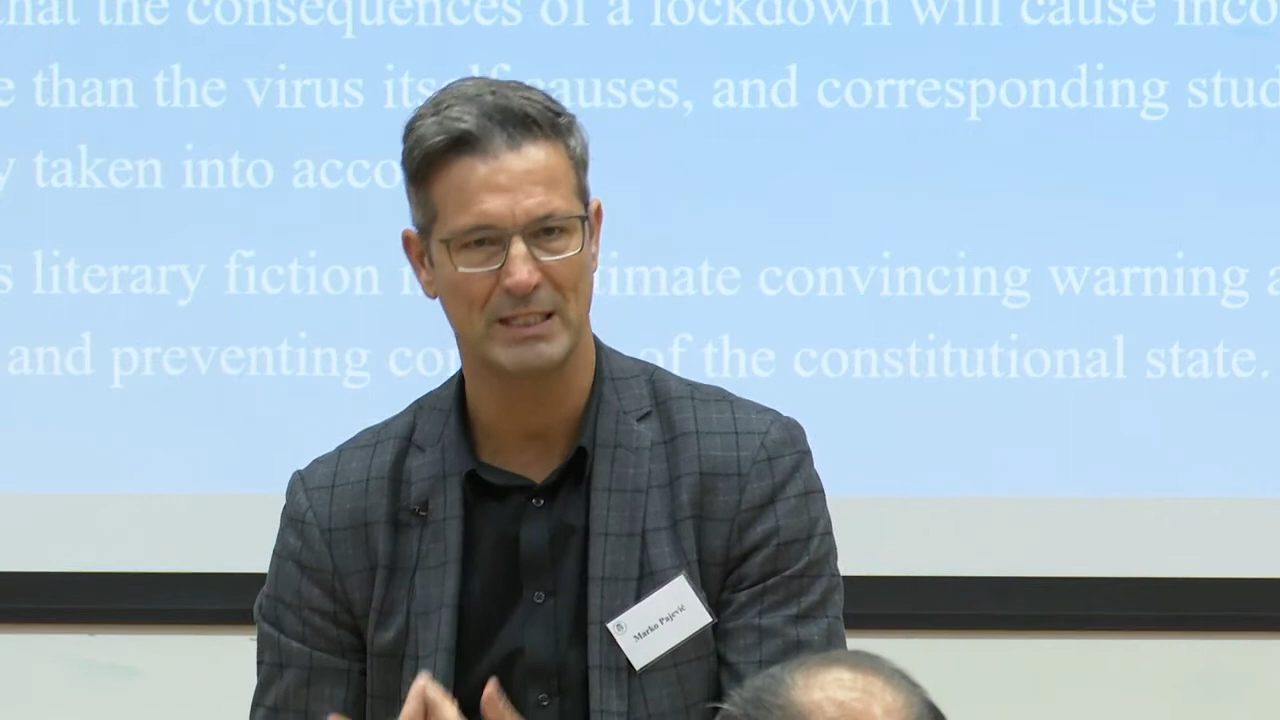 that the consequences of a lockdown will cause inco
e than the virus itself causes, and corresponding stud
y taken into acco
s literary fiction timate convincing warning a
and preventing co of the constitutional state.
Marko Pajević